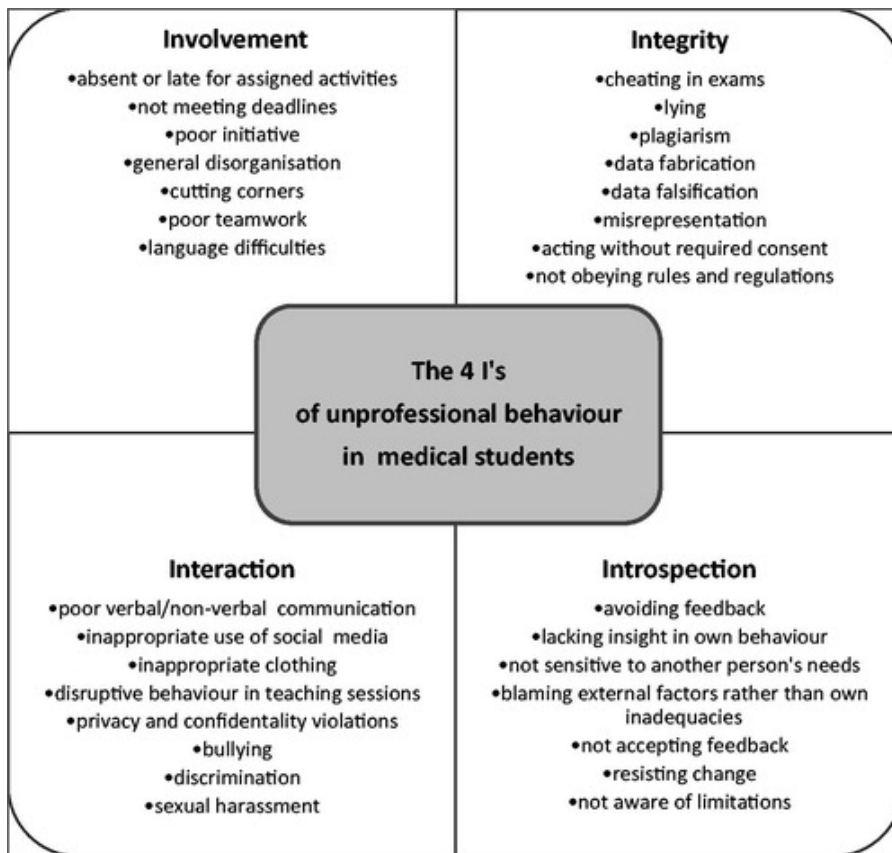 Involvement
•absent or late for assigned activities
•not meeting deadlines
•poor initiative
•general disorganisation
•cutting corners
•poor teamwork
•language difficulties
Integrity
•cheating in exams
•lying
•plagiarism
•data fabrication
•data falsification
•misrepresentation
•acting without required consent
•not obeying rules and regulations
The 4 I's
of unprofessional behaviour
in medical students
Interaction
•poor verbal/non-verbal communication
•inappropriate use of social media
•inappropriate clothing
•disruptive behaviour in teaching sessions
•privacy and confidentality violations
•bullying
•discrimination
•sexual harassment
Introspection
•avoiding feedback
•lacking insight in own behaviour
•not sensitive to another person's needs
•blaming external factors rather than own
inadequacies
•not accepting feedback
•resisting change
•not aware of limitations